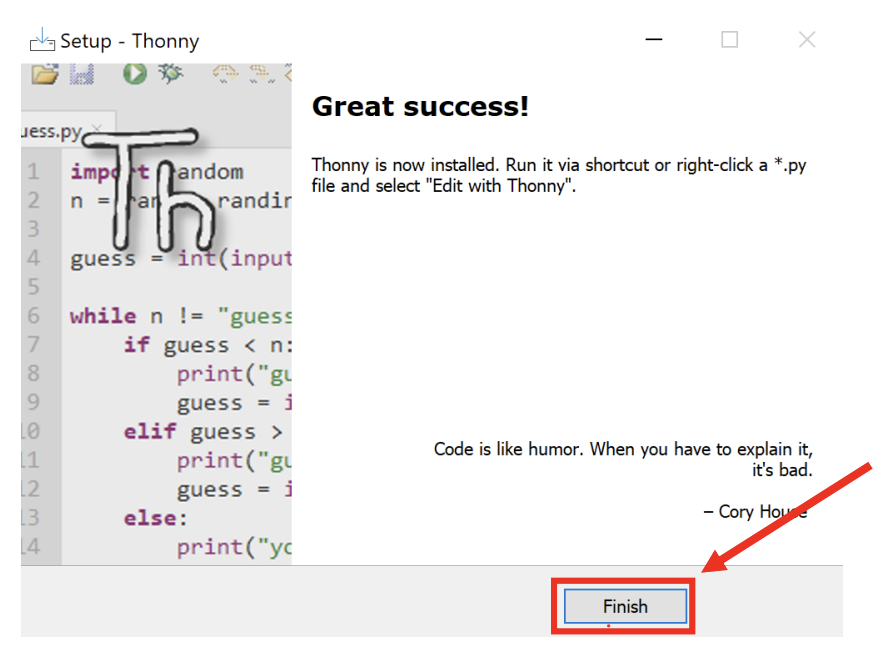 Setup - Thonny
Great success!
Thonny is now installed. Run it via shortcut or right-click a *.py
file and select "Edit with Thonny".
uess.py
Th
1 import random
2 n = randin
3
4 guess = int(input
5
6 while n != "guess
7 if guess < n:
8 print("gu
9 guess = i
10 elif guess >
11 print("gu
12 guess = i
13 else:
14 print("yo
Code is like humor. When you have to explain it,
it's bad.
– Cory House
Finish